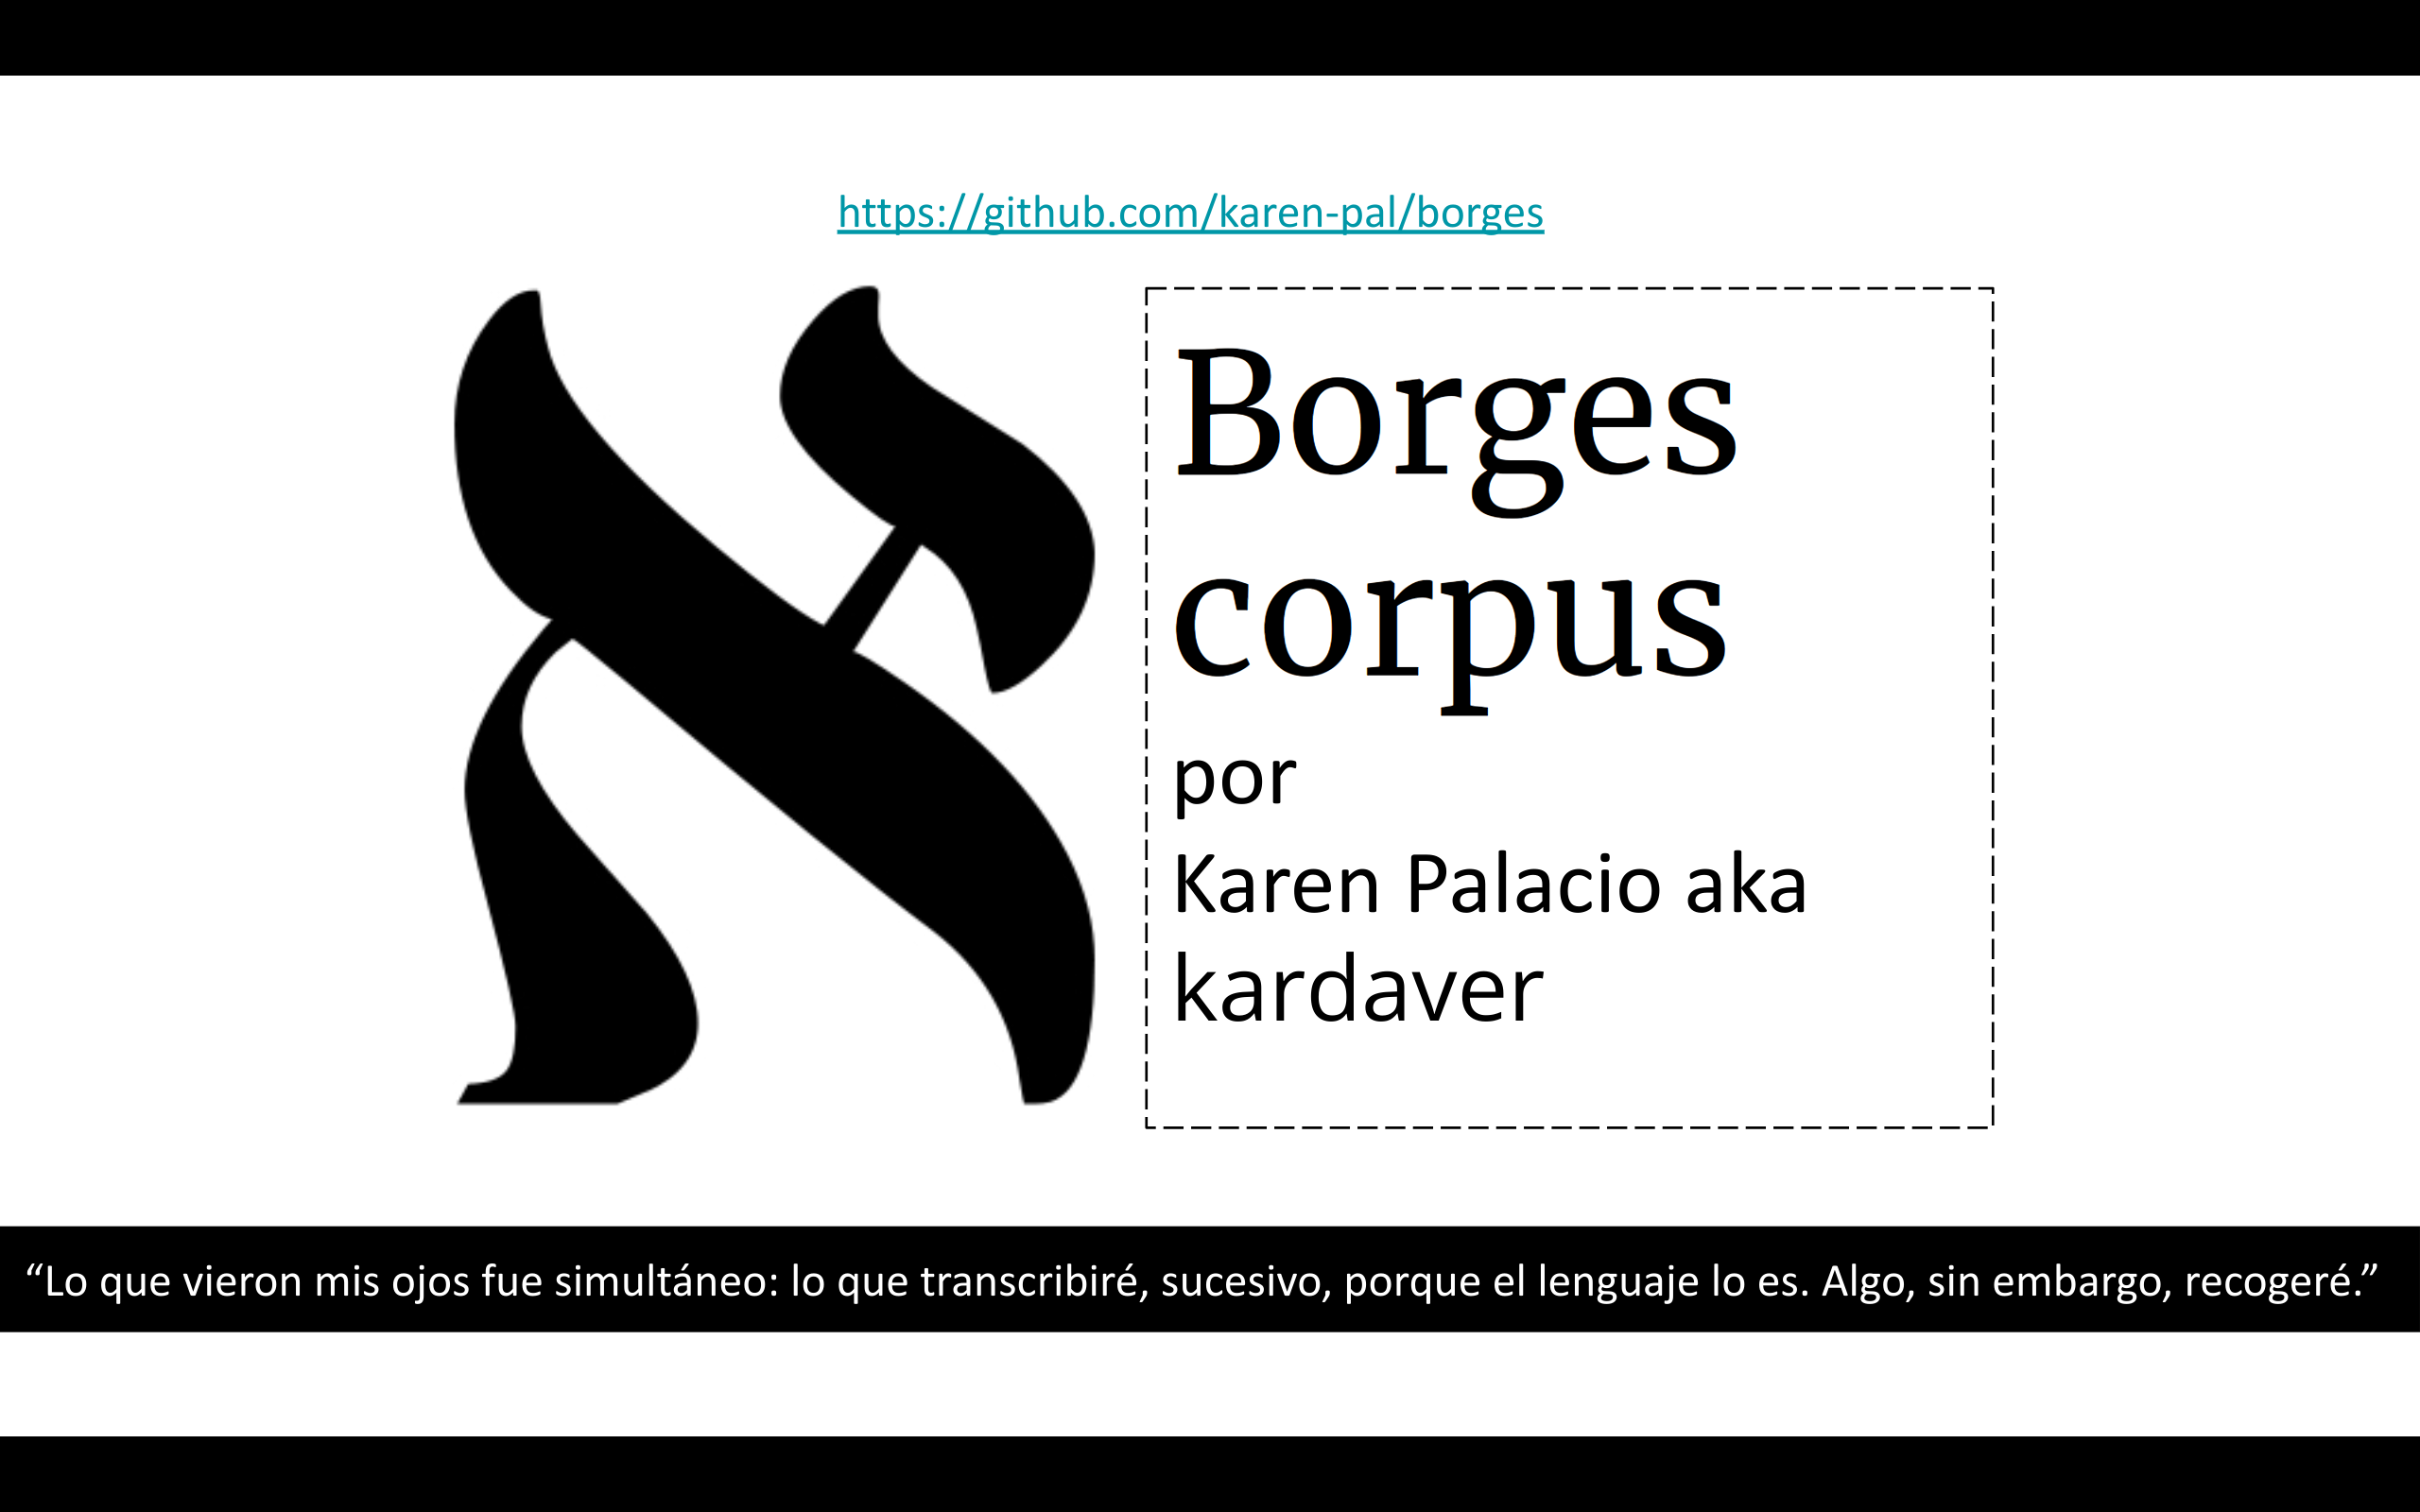 https://github.com/karen-pal/borges
א
Borges
corpus
por
Karen Palacio aka
kardaver
“Lo que vieron mis ojos fue simultáneo: lo que transcribiré, sucesivo, porque el lenguaje lo es. Algo, sin embargo, recogeré.”